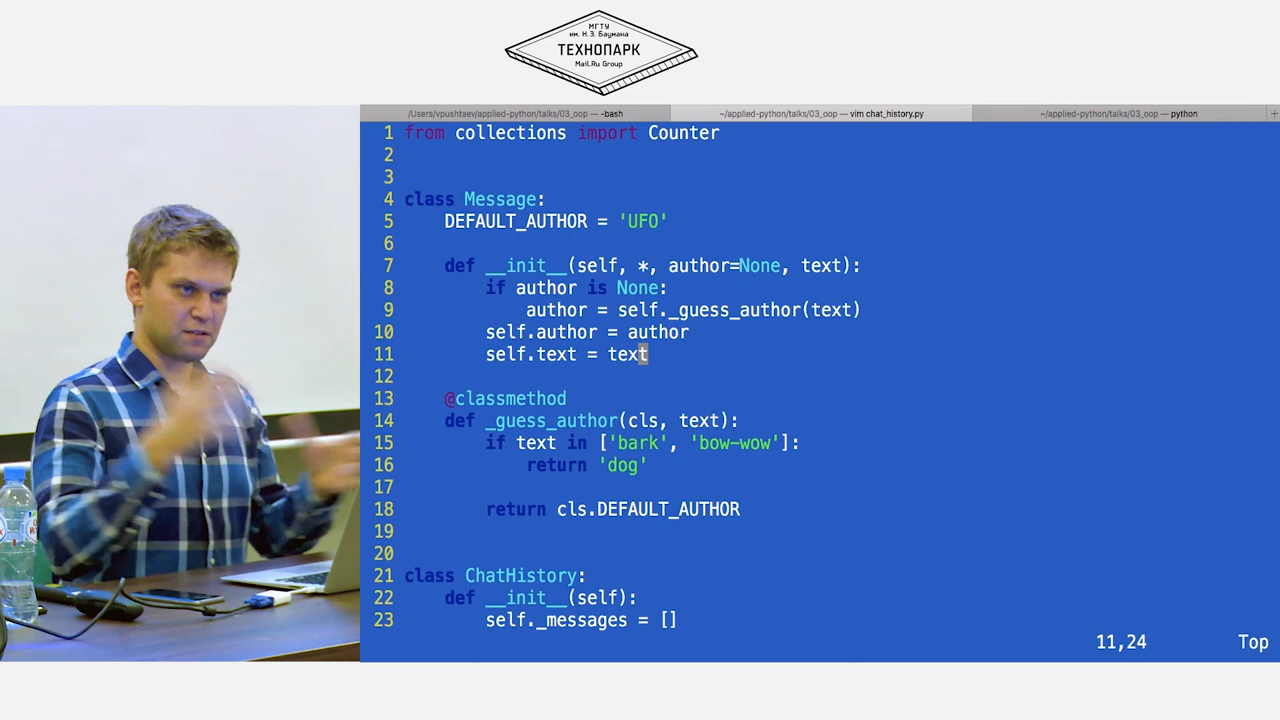 МГТУ
им. Н.Э. Баумана
ТЕХНОПАРК
Mail.Ru Group
/Users/vpushtaev/applied-python/talks/03_oop — -bash
~/applied-python/talks/03_oop — vim chat_history.py
~/applied-python/talks/03_oop — python
1 from collections import Counter
2
3
4 class Message:
5     DEFAULT_AUTHOR = 'UFO'
6
7     def __init__(self, *, author=None, text):
8         if author is None:
9             author = self._guess_author(text)
10         self.author = author
11         self.text = text
12
13     @classmethod
14     def _guess_author(cls, text):
15         if text in ['bark', 'bow-wow']:
16             return 'dog'
17
18         return cls.DEFAULT_AUTHOR
19
20
21 class ChatHistory:
22     def __init__(self):
23         self._messages = []
11,24 Top